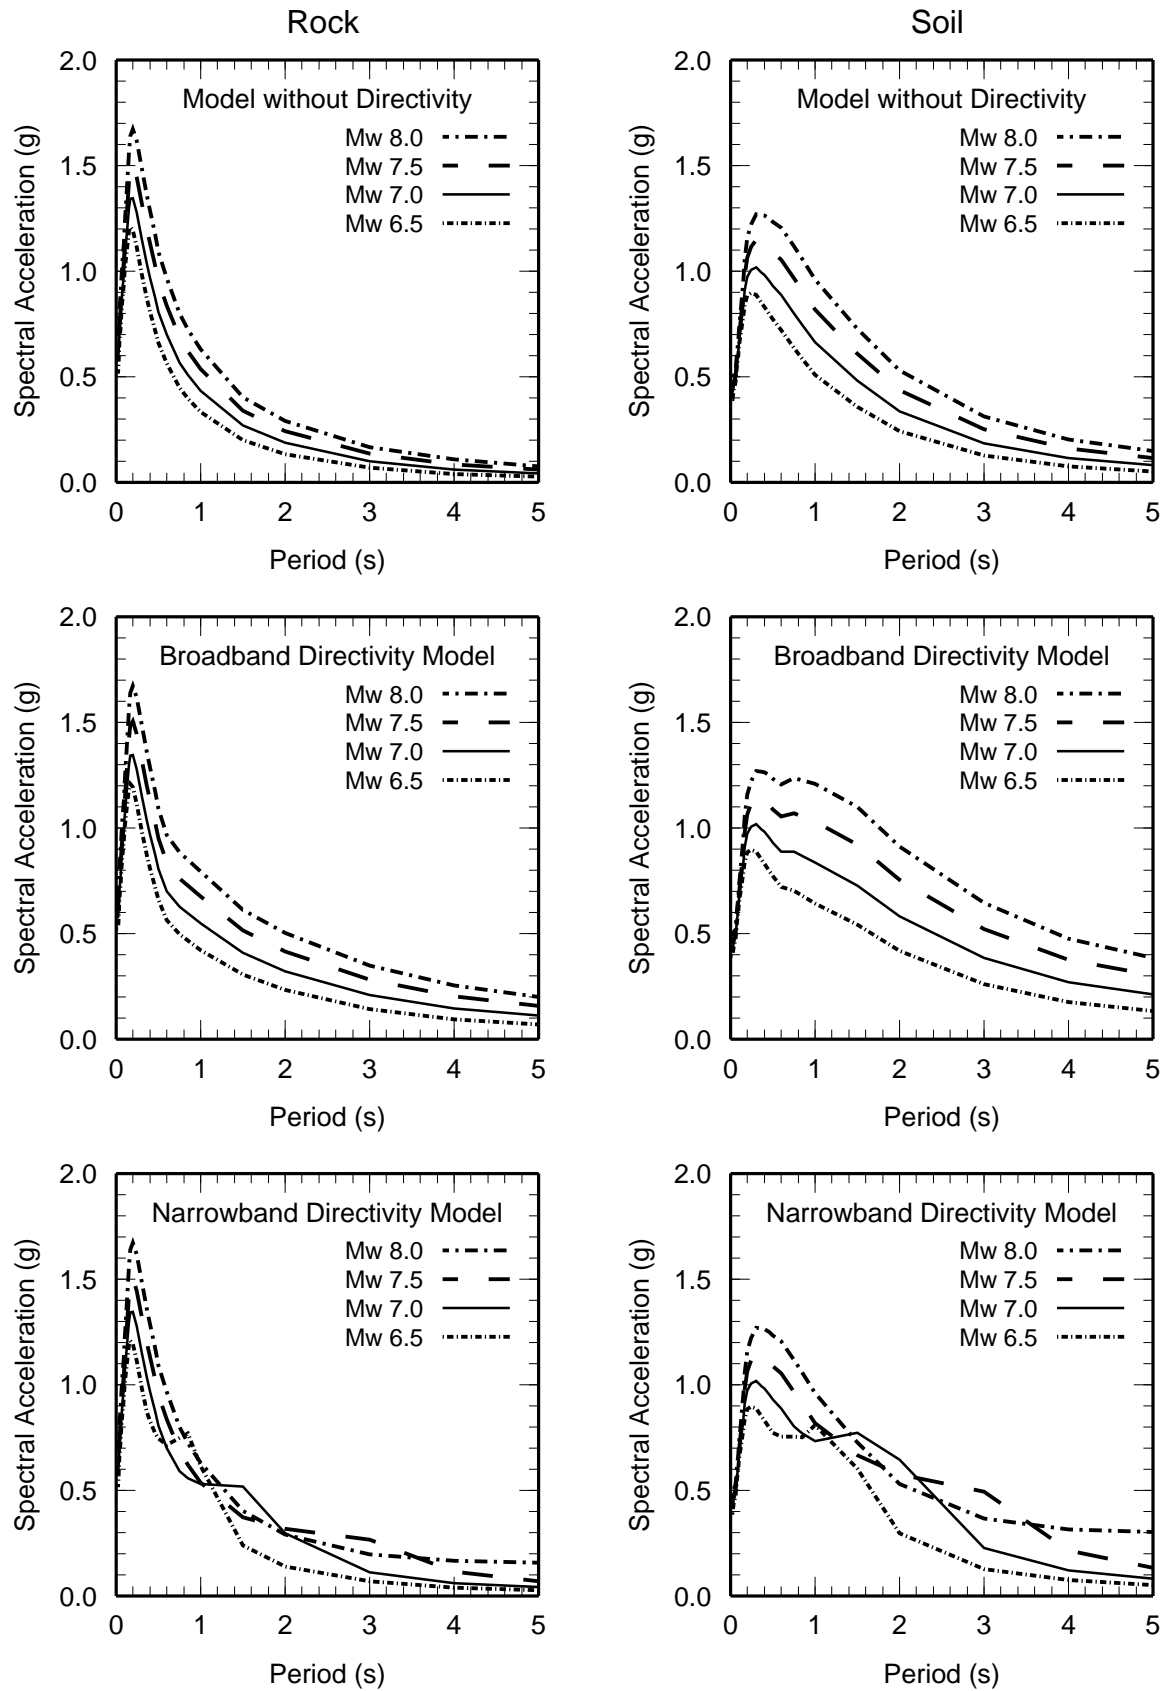 Rock
Soil
Spectral Acceleration (g)
2.0
1.5
1.0
0.5
0.0
Model without Directivity
Mw 8.0
Mw 7.5
Mw 7.0
Mw 6.5
0 1 2 3 4 5
Period (s)
Spectral Acceleration (g)
2.0
1.5
1.0
0.5
0.0
Model without Directivity
Mw 8.0
Mw 7.5
Mw 7.0
Mw 6.5
0 1 2 3 4 5
Period (s)
Spectral Acceleration (g)
2.0
1.5
1.0
0.5
0.0
Broadband Directivity Model
Mw 8.0
Mw 7.5
Mw 7.0
Mw 6.5
0 1 2 3 4 5
Period (s)
Spectral Acceleration (g)
2.0
1.5
1.0
0.5
0.0
Broadband Directivity Model
Mw 8.0
Mw 7.5
Mw 7.0
Mw 6.5
0 1 2 3 4 5
Period (s)
Spectral Acceleration (g)
2.0
1.5
1.0
0.5
0.0
Narrowband Directivity Model
Mw 8.0
Mw 7.5
Mw 7.0
Mw 6.5
0 1 2 3 4 5
Period (s)
Spectral Acceleration (g)
2.0
1.5
1.0
0.5
0.0
Narrowband Directivity Model
Mw 8.0
Mw 7.5
Mw 7.0
Mw 6.5
0 1 2 3 4 5
Period (s)